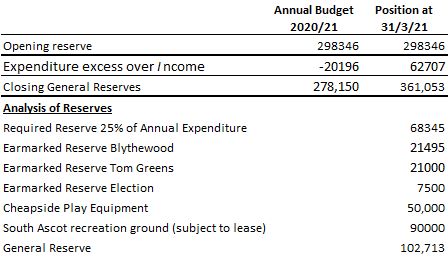 Annual Budget Position at
2020/21 31/3/21
Opening reserve 298346 298346
Expenditure excess over Income -20196 62707
Closing General Reserves 278,150 361,053
Analysis of Reserves
Required Reserve 25% of Annual Expenditure 68345
Earmarked Reserve Blythewood 21495
Earmarked Reserve Tom Greens 21000
Earmarked Reserve Election 7500
Cheapside Play Equipment 50,000
South Ascot recreation ground (subject to lease) 90000
General Reserve 102,713